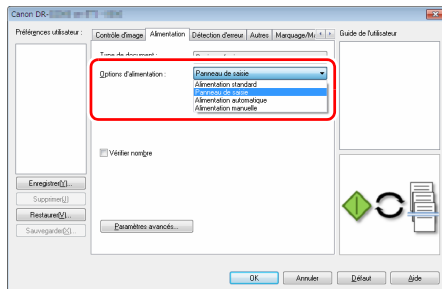 Canon DR-
Préférences utilisateur :
Contrôle d'image Alimentation Détection d'erreur Autres Marquage/Mi
Guide de l'utilisateur
Type de document :
Options d'alimentation :
Panneau de saisie
Alimentation standard
Panneau de saisie
Alimentation automatique
Alimentation manuelle
Vérifier nombre
Enregistrer(Y)...
Supprimer(J)
Restaurer(V)...
Sauvegarder(X)...
Paramètres avancés...
OK Annuler Défaut Aide